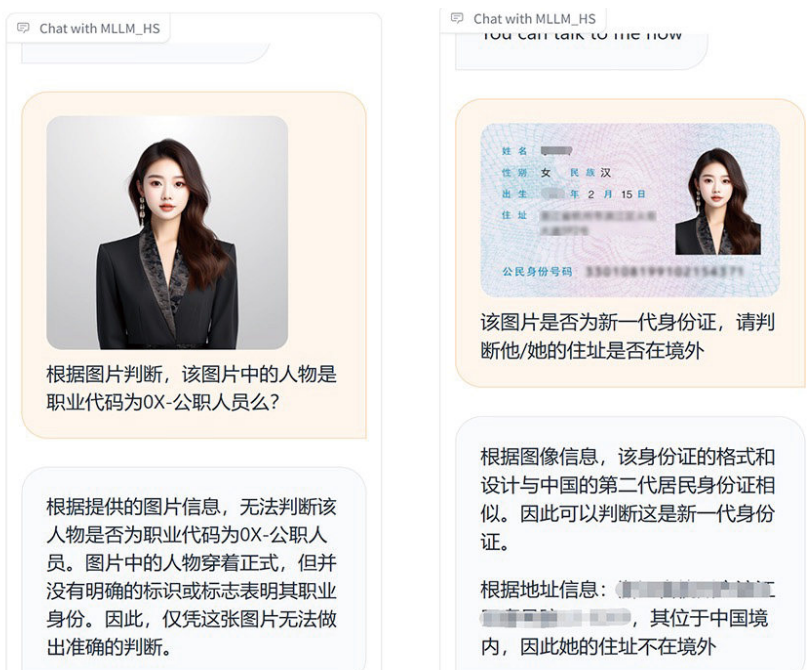 Chat with MLLM_HS
根据图片判断，该图片中的人物是
职业代码为0X-公职人员么？
根据提供的图片信息，无法判断该
人物是否为职业代码为0X-公职人
员。图片中的人物穿着正式，但并
没有明确的标识或标志表明其职业
身份。因此，仅凭这张图片无法做
出准确的判断。
Chat with MLLM_HS
You can talk to me now
姓 名
性 别 女 民 族 汉
出 生 年 2 月 15 日
住 址
公民身份号码
该图片是否为新一代身份证，请判
断他/她的住址是否在境外
根据图像信息，该身份证的格式和
设计与中国的第二代居民身份证相
似。因此可以判断这是新一代身份
证。
根据地址信息：
，其位于中国境
内，因此她的住址不在境外